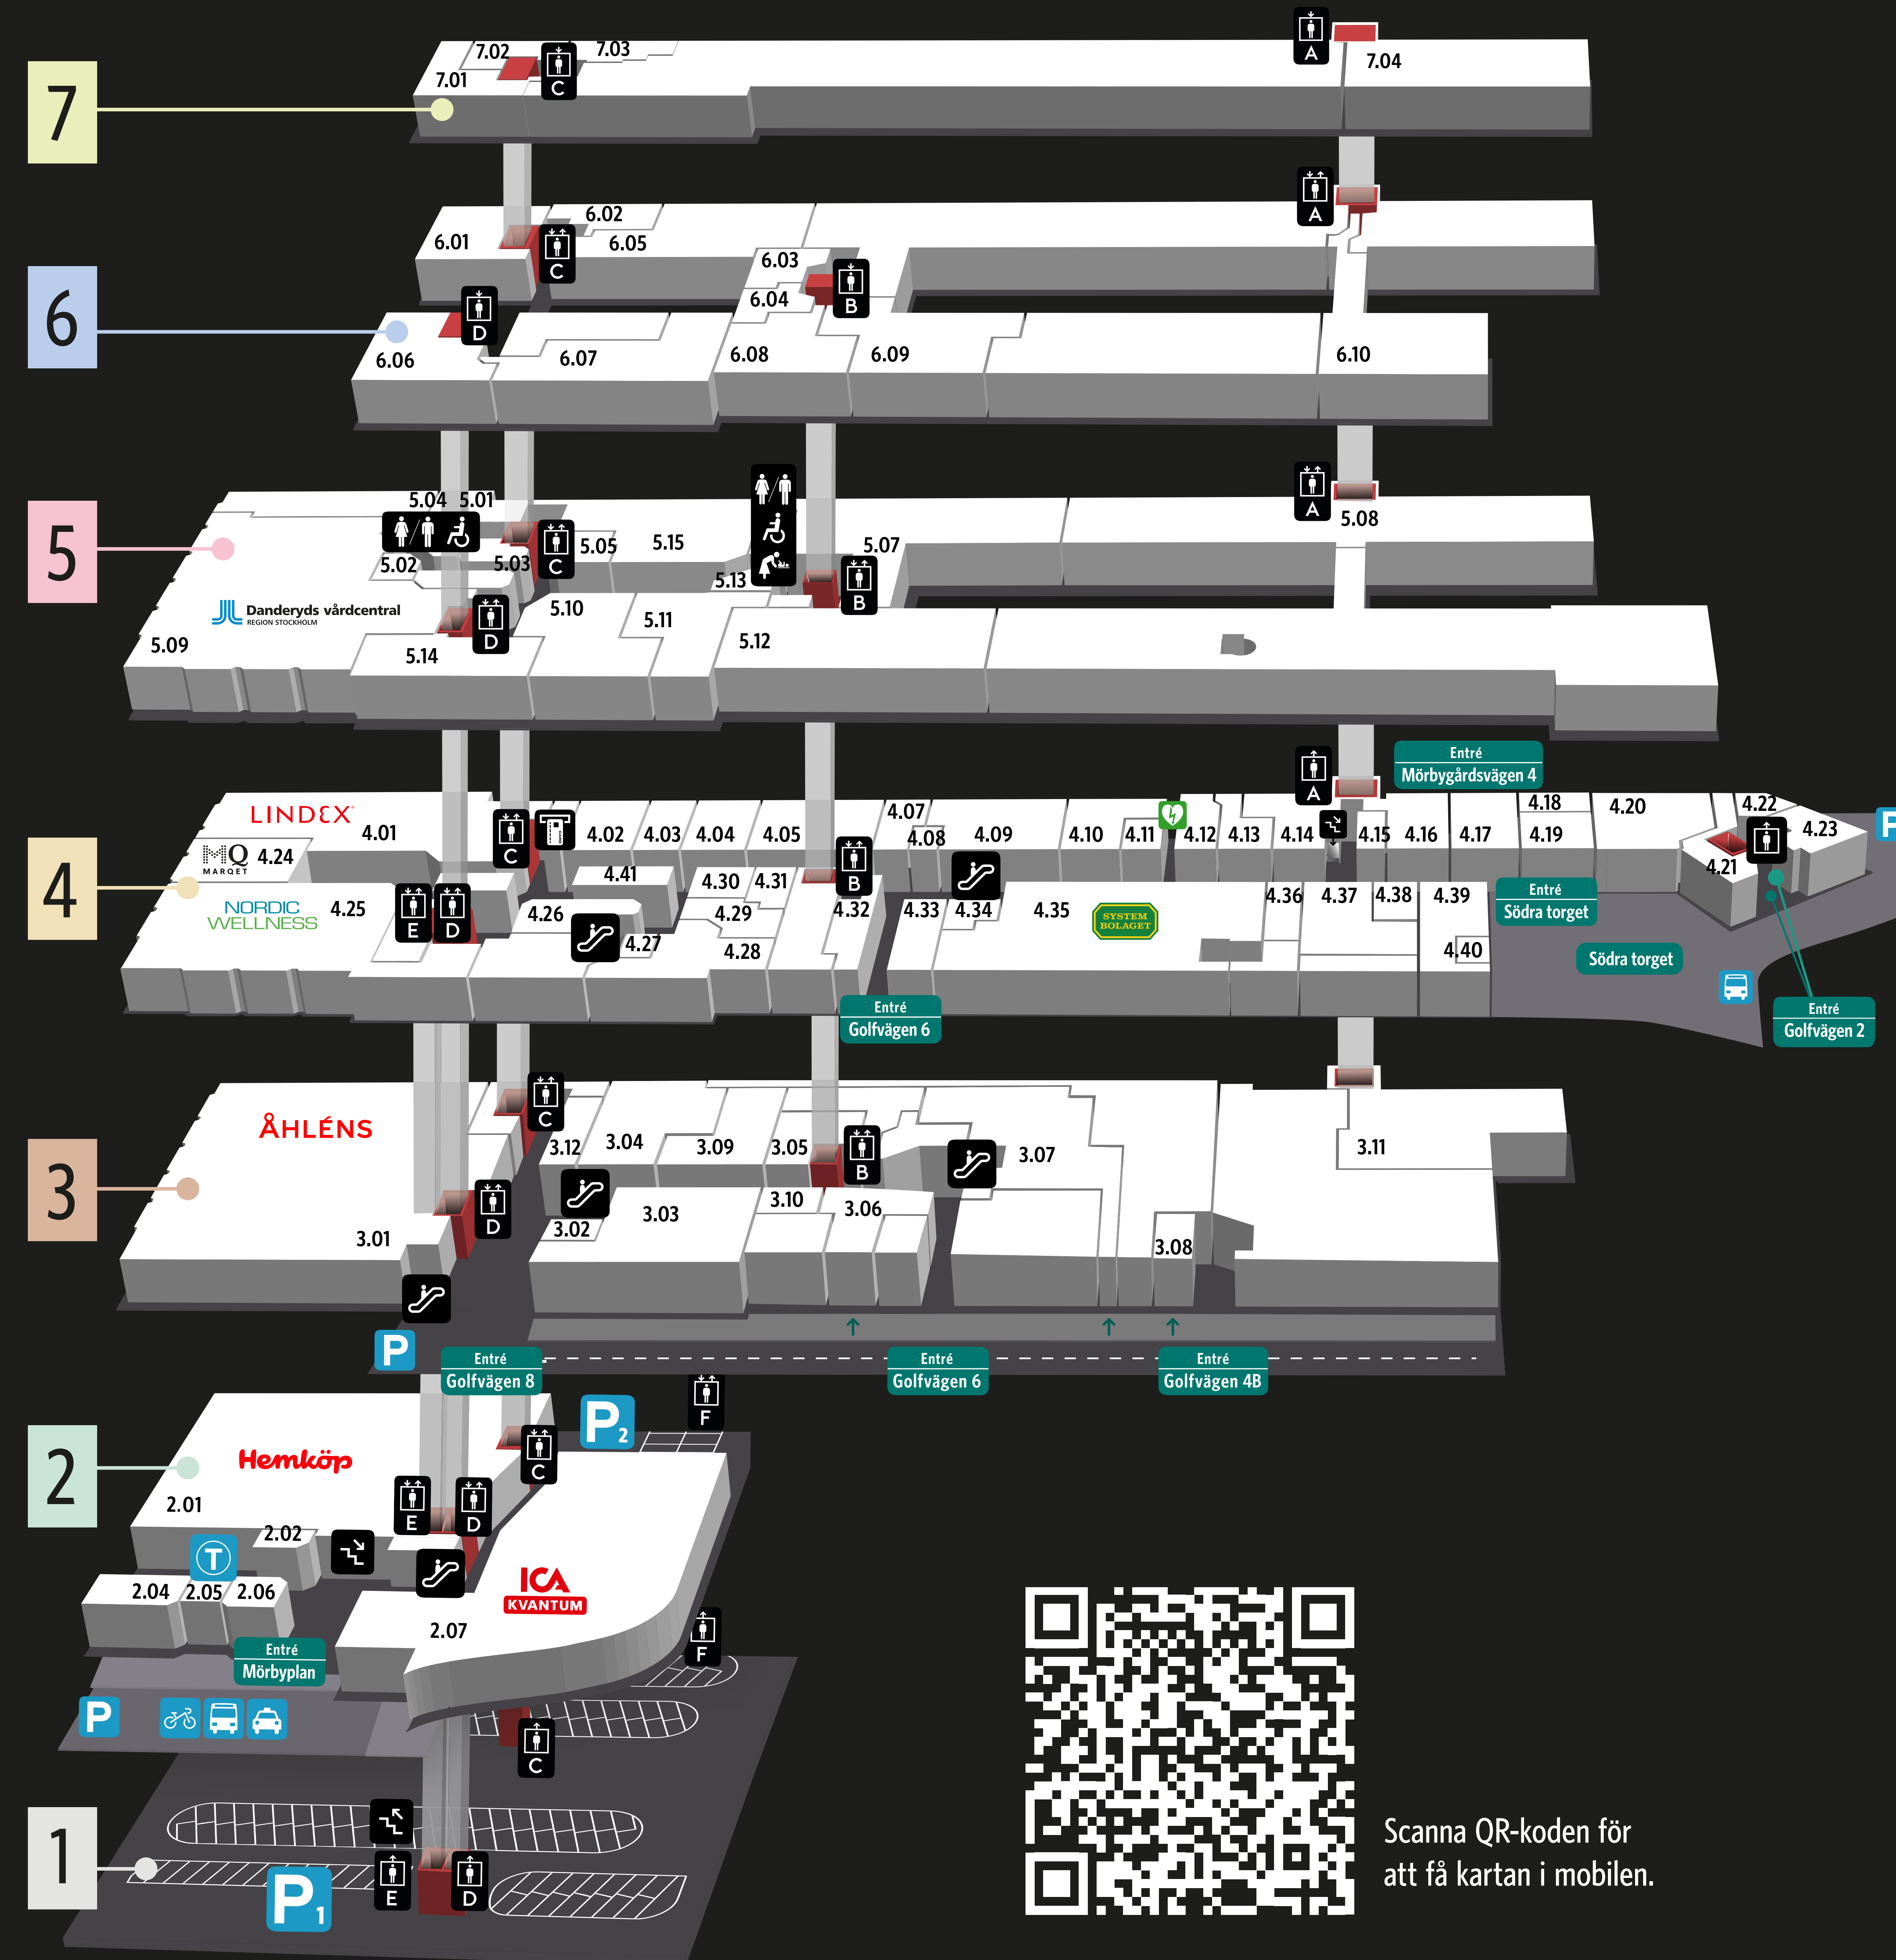 7
7.01
7.02
C
7.03
A
7.04
6
6.01
6.02
6.05
C
6.03
6.04
B
A
D
6.06
6.07
6.08
6.09
6.10
5
5.04
5.01
5.02
5.03
C
5.05
5.15
5.13
5.07
B
A
5.08
Danderyds vårdcentral
REGION STOCKHOLM
5.09
D
5.14
5.10
5.11
5.12
4
LINDEX
4.01
MQ
MARQET
4.24
NORDIC
WELLNESS
4.25
C
4.02
4.03
4.04
4.05
4.07
4.08
4.09
4.10
4.11
4.12
4.13
4.14
A
4.15
4.16
4.17
4.18
4.19
4.20
4.21
4.22
4.23
P
Entré
Mörbygårdsvägen 4
E
D
4.26
4.41
4.27
4.30
4.31
4.29
4.28
B
4.32
4.33
4.34
4.35
SYSTEM
BOLAGET
4.36
4.37
4.38
4.39
4.40
Entré
Södra torget
Södra torget
Entré
Golfvägen 6
Entré
Golfvägen 2
3
ÅHLÉNS
3.01
C
D
3.12
3.04
3.09
3.05
B
3.07
3.11
3.02
3.03
3.10
3.06
3.08
P
Entré
Golfvägen 8
Entré
Golfvägen 6
Entré
Golfvägen 4B
2
Hemköp
2.01
2.02
T
2.04
2.05
2.06
E
D
C
P2
F
ICA
KVANTUM
2.07
F
Entré
Mörbyplan
P
C
1
P1
E
D
Scanna QR-koden för
att få kartan i mobilen.